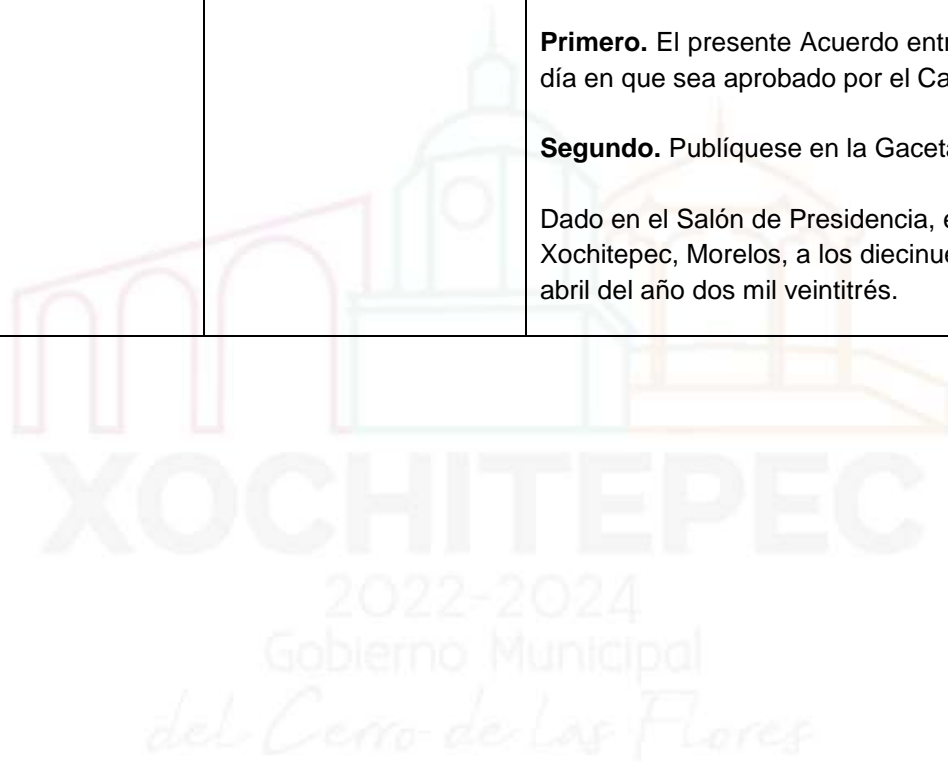 Primero. El presente Acuerdo entr
día en que sea aprobado por el Ca
Segundo. Publíquese en la Gaceta
Dado en el Salón de Presidencia, e
Xochitepec, Morelos, a los diecinue
abril del año dos mil veintitrés.
XOCHITEPEC
2022-2024
Gobierno Municipal
del Cerro de las Flores